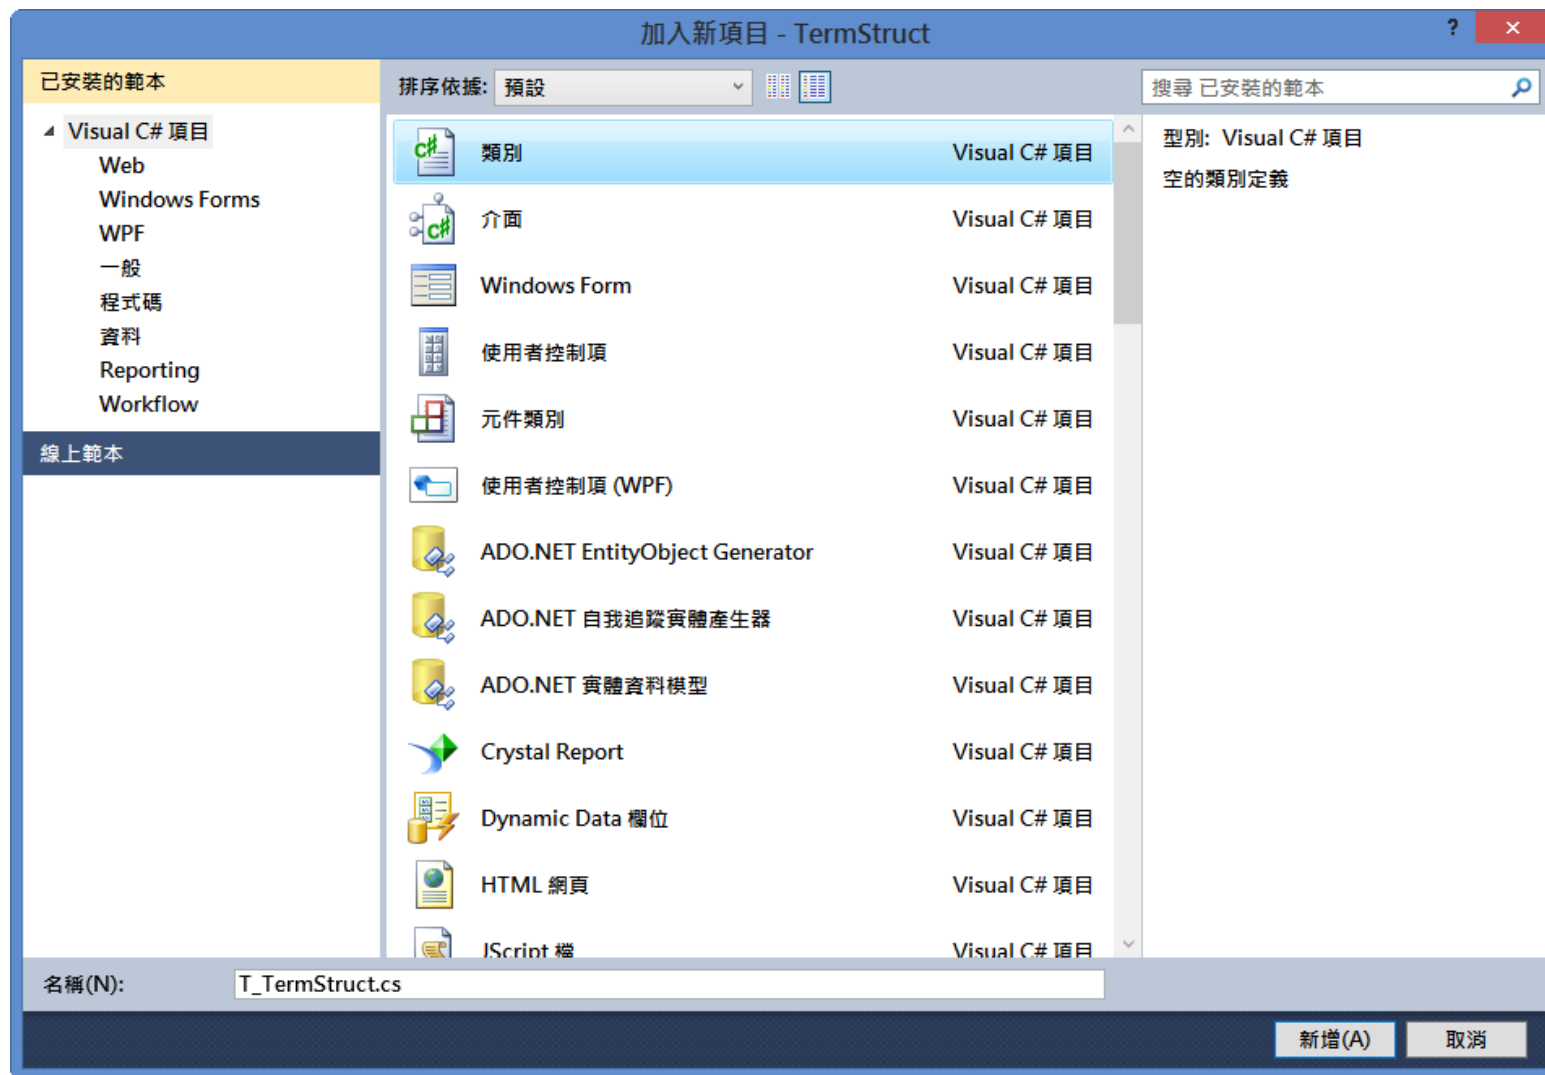 加入新項目 - TermStruct
?
已安裝的範本
排序依據: 預設
搜尋 已安裝的範本
Visual C# 項目
Web
Windows Forms
WPF
一般
程式碼
資料
Reporting
Workflow
線上範本
類別 Visual C# 項目
介面 Visual C# 項目
Windows Form Visual C# 項目
使用者控制項 Visual C# 項目
元件類別 Visual C# 項目
使用者控制項 (WPF) Visual C# 項目
ADO.NET EntityObject Generator Visual C# 項目
ADO.NET 自我追蹤實體產生器 Visual C# 項目
ADO.NET 實體資料模型 Visual C# 項目
Crystal Report Visual C# 項目
Dynamic Data 欄位 Visual C# 項目
HTML 網頁 Visual C# 項目
JScript 檔 Visual C# 項目
型別: Visual C# 項目
空的類別定義
名稱(N): T_TermStruct.cs
新增(A) 取消